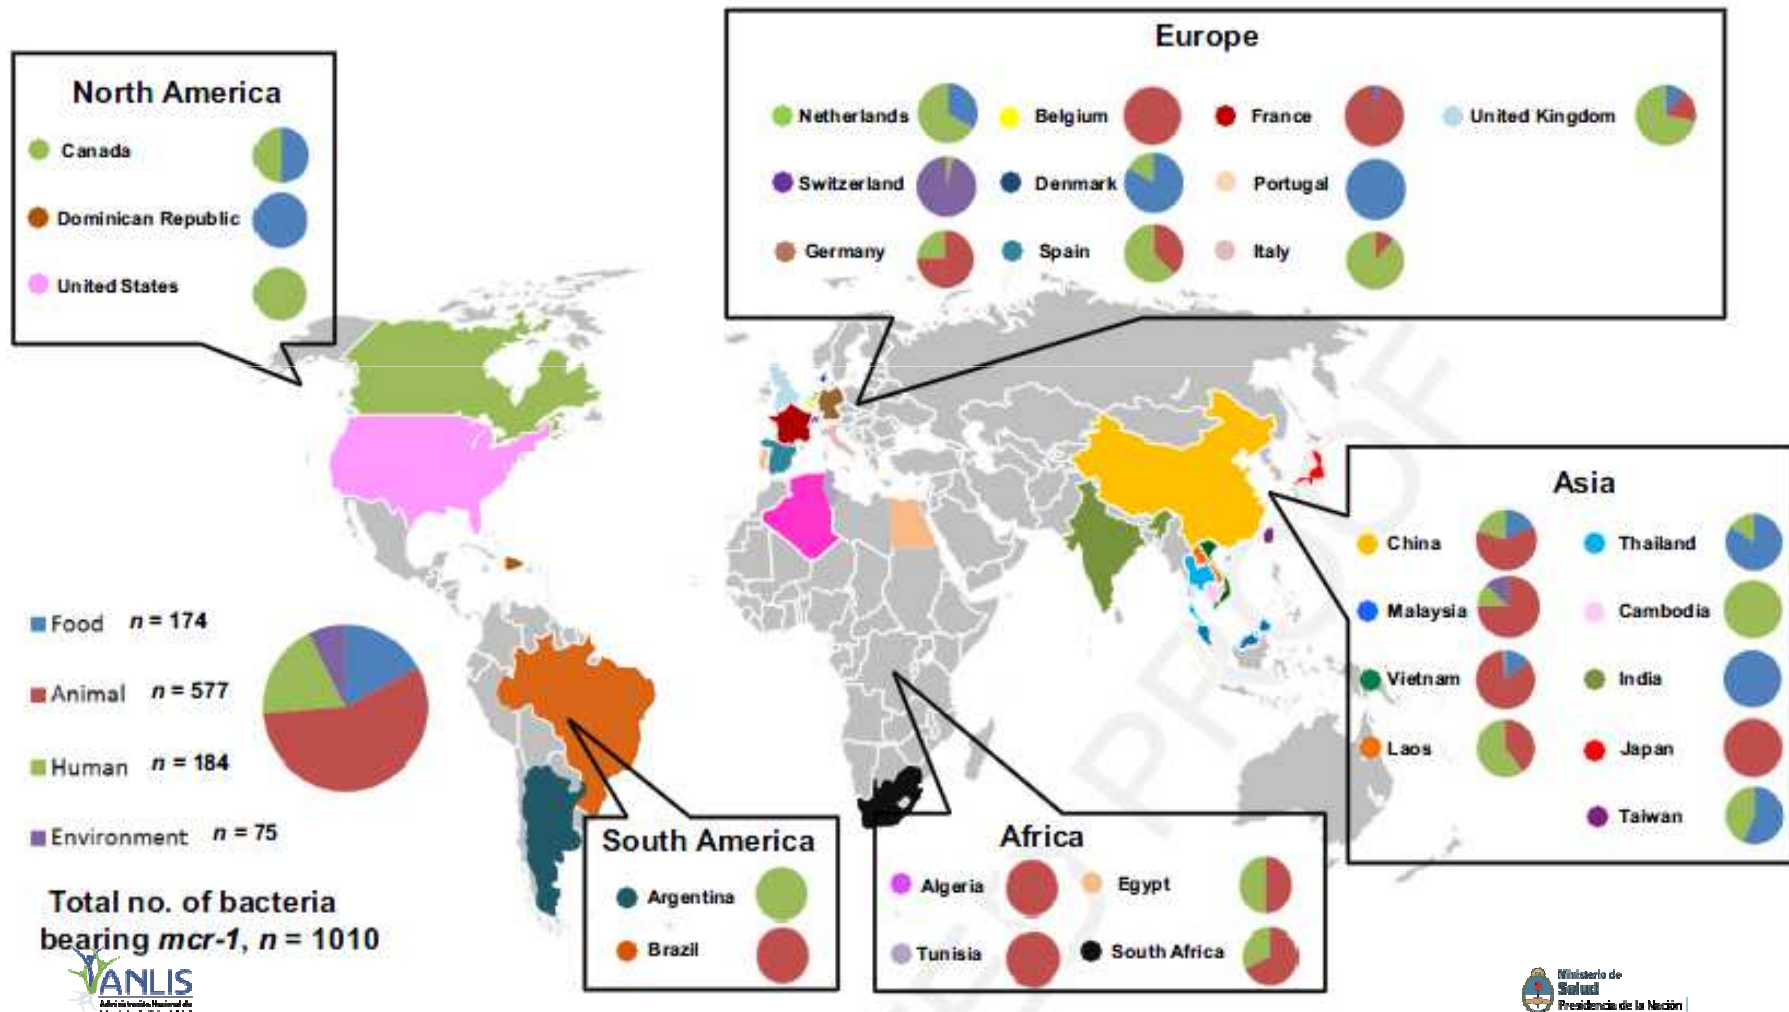 Europe
North America
Netherlands
Belgium
France
United Kingdom
Canada
Switzerland
Denmark
Portugal
Dominican Republic
Germany
Spain
Italy
United States
Asia
China
Thailand
Malaysia
Cambodia
Vietnam
India
Laos
Japan
Taiwan
Food n = 174
Animal n = 577
Human n = 184
Environment n = 75
Total no. of bacteria
bearing mcr-1, n = 1010
South America
Argentina
Brazil
Africa
Algeria
Egypt
Tunisia
South Africa
ANLIS
Ministerio de
Salud
Presidencia de la Nación